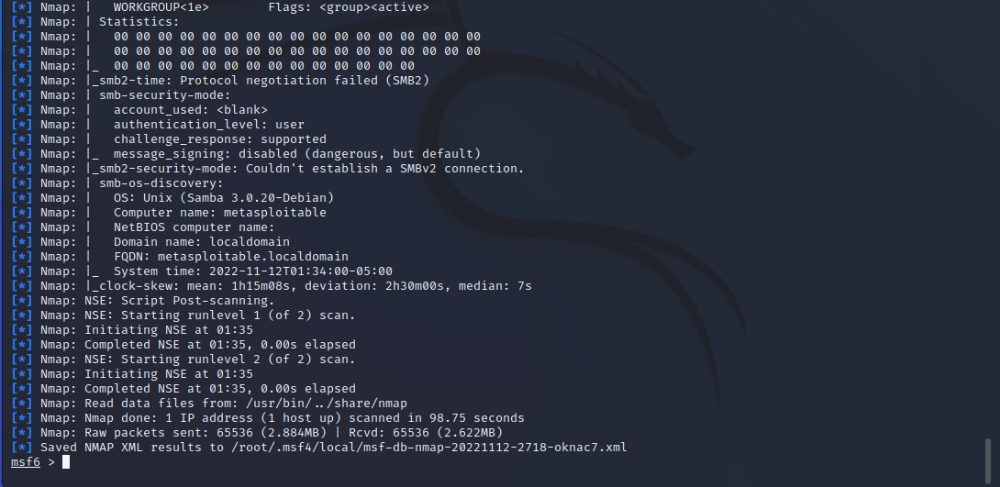 [*] Nmap: |   WORKGROUP<1e>        Flags: <group><active>
[*] Nmap: | Statistics:
[*] Nmap: |   00 00 00 00 00 00 00 00 00 00 00 00 00 00 00 00 00
[*] Nmap: |   00 00 00 00 00 00 00 00 00 00 00 00 00 00 00 00 00
[*] Nmap: |_  00 00 00 00 00 00 00 00 00 00 00 00 00 00
[*] Nmap: |_smb2-time: Protocol negotiation failed (SMB2)
[*] Nmap: | smb-security-mode:
[*] Nmap: |   account_used: <blank>
[*] Nmap: |   authentication_level: user
[*] Nmap: |   challenge_response: supported
[*] Nmap: |_  message_signing: disabled (dangerous, but default)
[*] Nmap: |_smb2-security-mode: Couldn't establish a SMBv2 connection.
[*] Nmap: | smb-os-discovery:
[*] Nmap: |   OS: Unix (Samba 3.0.20-Debian)
[*] Nmap: |   Computer name: metasploitable
[*] Nmap: |   NetBIOS computer name:
[*] Nmap: |   Domain name: localdomain
[*] Nmap: |   FQDN: metasploitable.localdomain
[*] Nmap: |_  System time: 2022-11-12T01:34:00-05:00
[*] Nmap: |_clock-skew: mean: 1h15m08s, deviation: 2h30m00s, median: 7s
[*] Nmap: NSE: Script Post-scanning.
[*] Nmap: NSE: Starting runlevel 1 (of 2) scan.
[*] Nmap: Initiating NSE at 01:35
[*] Nmap: Completed NSE at 01:35, 0.00s elapsed
[*] Nmap: NSE: Starting runlevel 2 (of 2) scan.
[*] Nmap: Initiating NSE at 01:35
[*] Nmap: Completed NSE at 01:35, 0.00s elapsed
[*] Nmap: Read data files from: /usr/bin/../share/nmap
[*] Nmap: Nmap done: 1 IP address (1 host up) scanned in 98.75 seconds
[*] Nmap: Raw packets sent: 65536 (2.884MB) | Rcvd: 65536 (2.622MB)
[*] Saved NMAP XML results to /root/.msf4/local/msf-db-nmap-20221112-2718-oknac7.xml
msf6 >